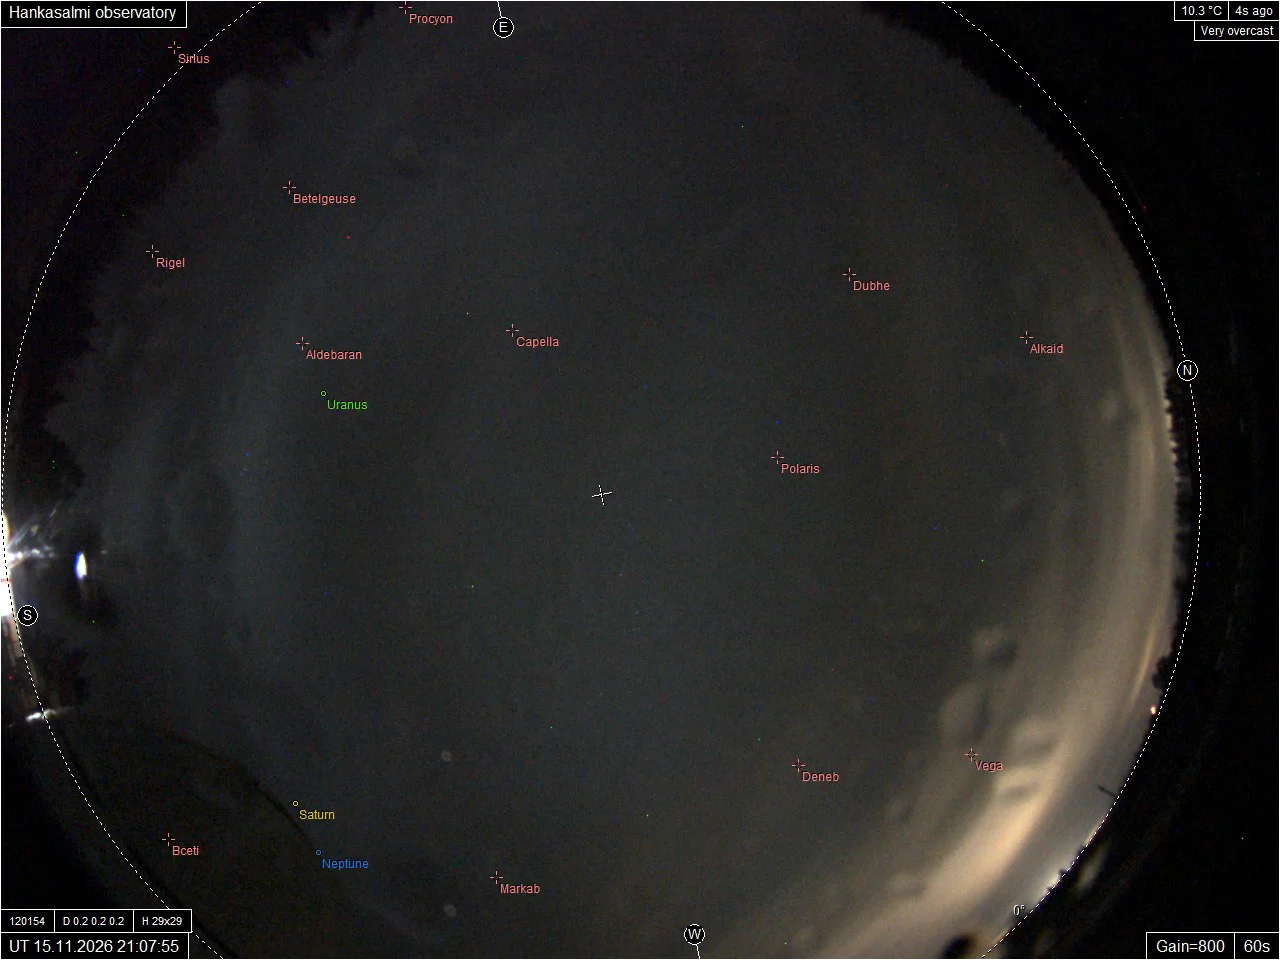 Hankasalmi observatory
10.3 °C
4s ago
Very overcast
Procyon
E
Sirius
Betelgeuse
Rigel
Dubhe
Capella
Alkaid
Aldebaran
N
Uranus
Polaris
S
Vega
Deneb
Saturn
Bceti
Neptune
Markab
0°
W
120154
D 0.2 0.2 0.2
H 29x29
UT 15.11.2026 21:07:55
Gain=800
60s